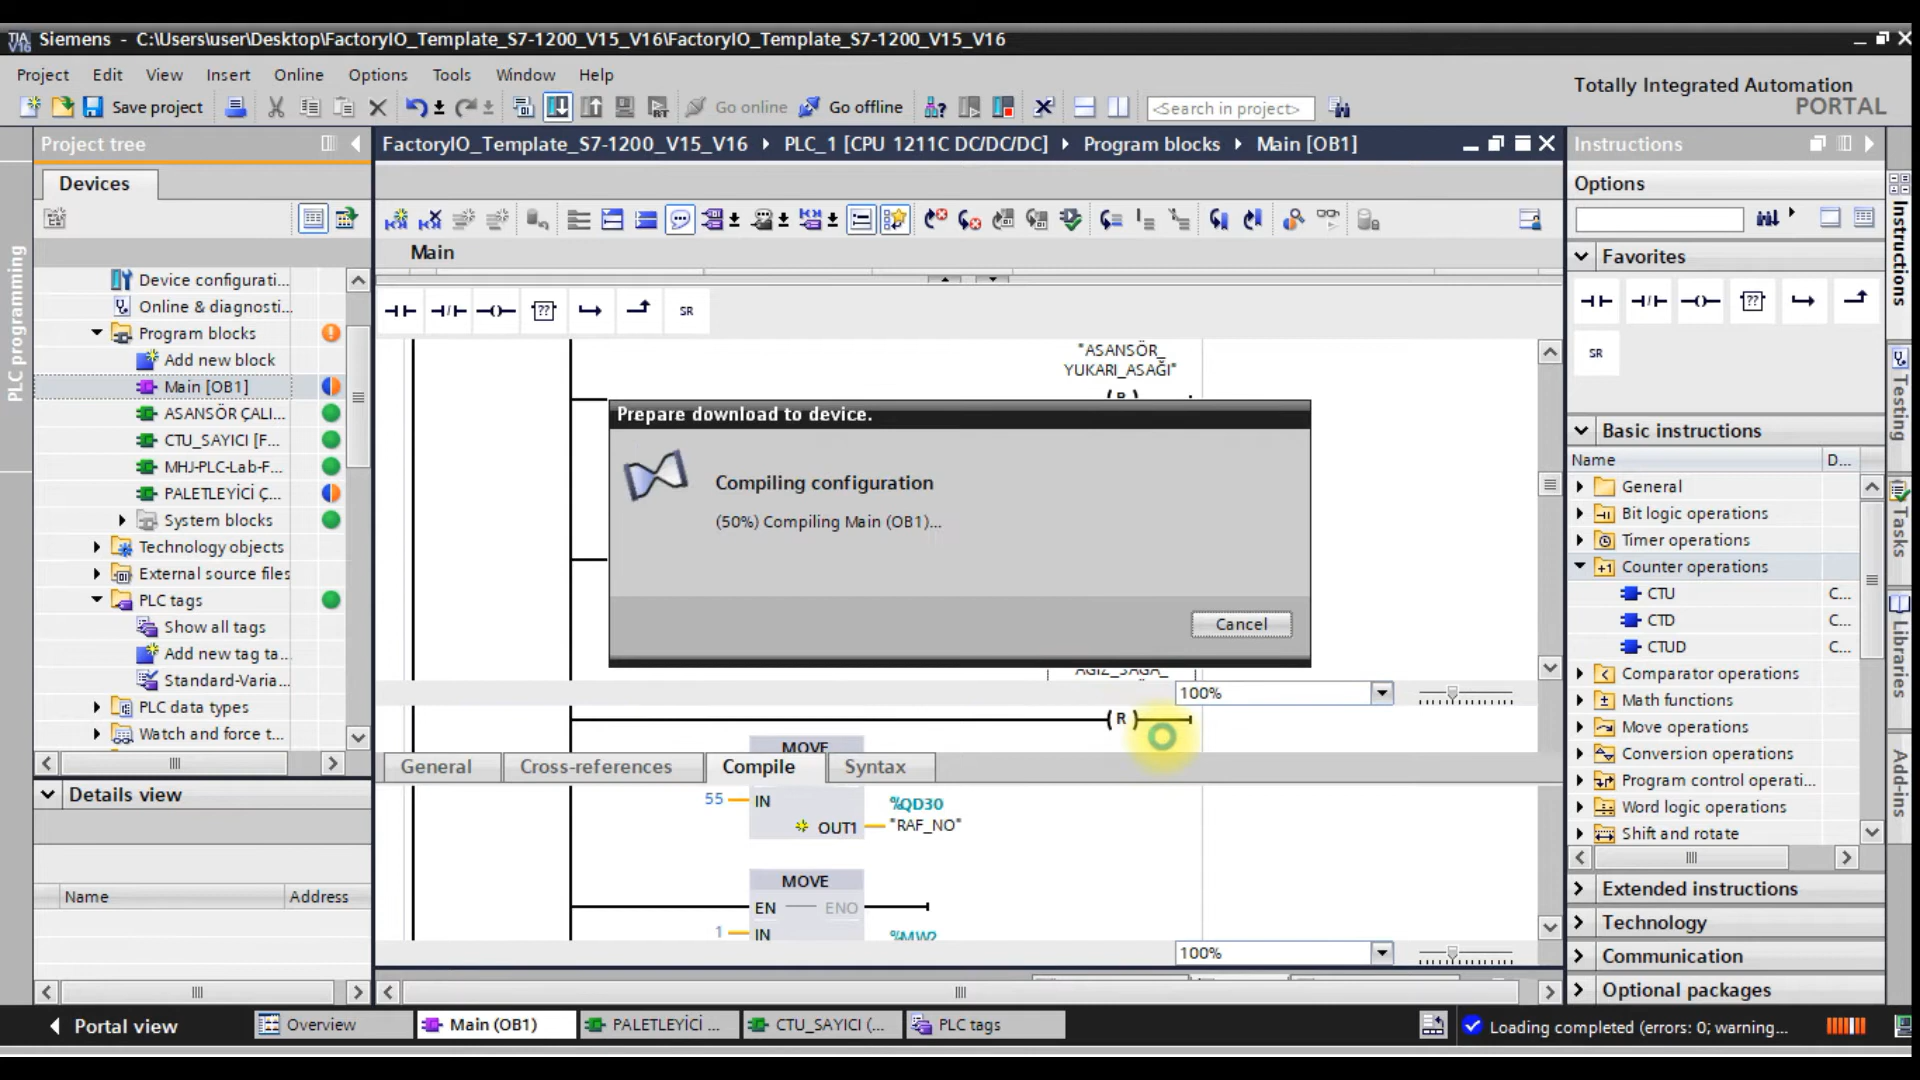 TIA
V16
Siemens - C:\Users\user\Desktop\FactoryIO_Template_S7-1200_V15_V16\FactoryIO_Template_S7-1200_V15_V16
Project Edit View Insert Online Options Tools Window Help
Totally Integrated Automation
PORTAL
Save project
Go online
Go offline
<Search in project>
Project tree
FactoryIO_Template_S7-1200_V15_V16 PLC_1 [CPU 1211C DC/DC/DC] Program blocks Main [OB1]
Instructions
Devices
Options
Main
Favorites
SR
SR
PLC programming
Device configurati...
Online & diagnosti...
Program blocks
Add new block
Main [OB1]
ASANSÖR ÇALI...
CTU_SAYICI [F...
MHJ-PLC-Lab-F...
PALETLEYİCİ Ç...
System blocks
Technology objects
External source files
PLC tags
Show all tags
Add new tag ta...
Standard-Varia...
PLC data types
Watch and force t...
Details view
Name Address
"ASANSÖR_
YUKARI_ASAĞI"
Prepare download to device.
Compiling configuration
(50%) Compiling Main (OB1)...
Cancel
100%
R
MOVE
General Cross-references Compile Syntax
55 IN
%QD30
OUT1 "RAF_NO"
MOVE
EN ENO
1 IN
%MW2
100%
Basic instructions
Name D...
General
Bit logic operations
Timer operations
Counter operations
CTU C...
CTD C...
CTUD C...
Comparator operations
Math functions
Move operations
Conversion operations
Program control operati...
Word logic operations
Shift and rotate
Extended instructions
Technology
Communication
Optional packages
Instructions
Testing
Tasks
Libraries
Add-ins
Portal view
Overview
Main (OB1)
PALETLEYİCİ ...
CTU_SAYICI (...
PLC tags
Loading completed (errors: 0; warning...